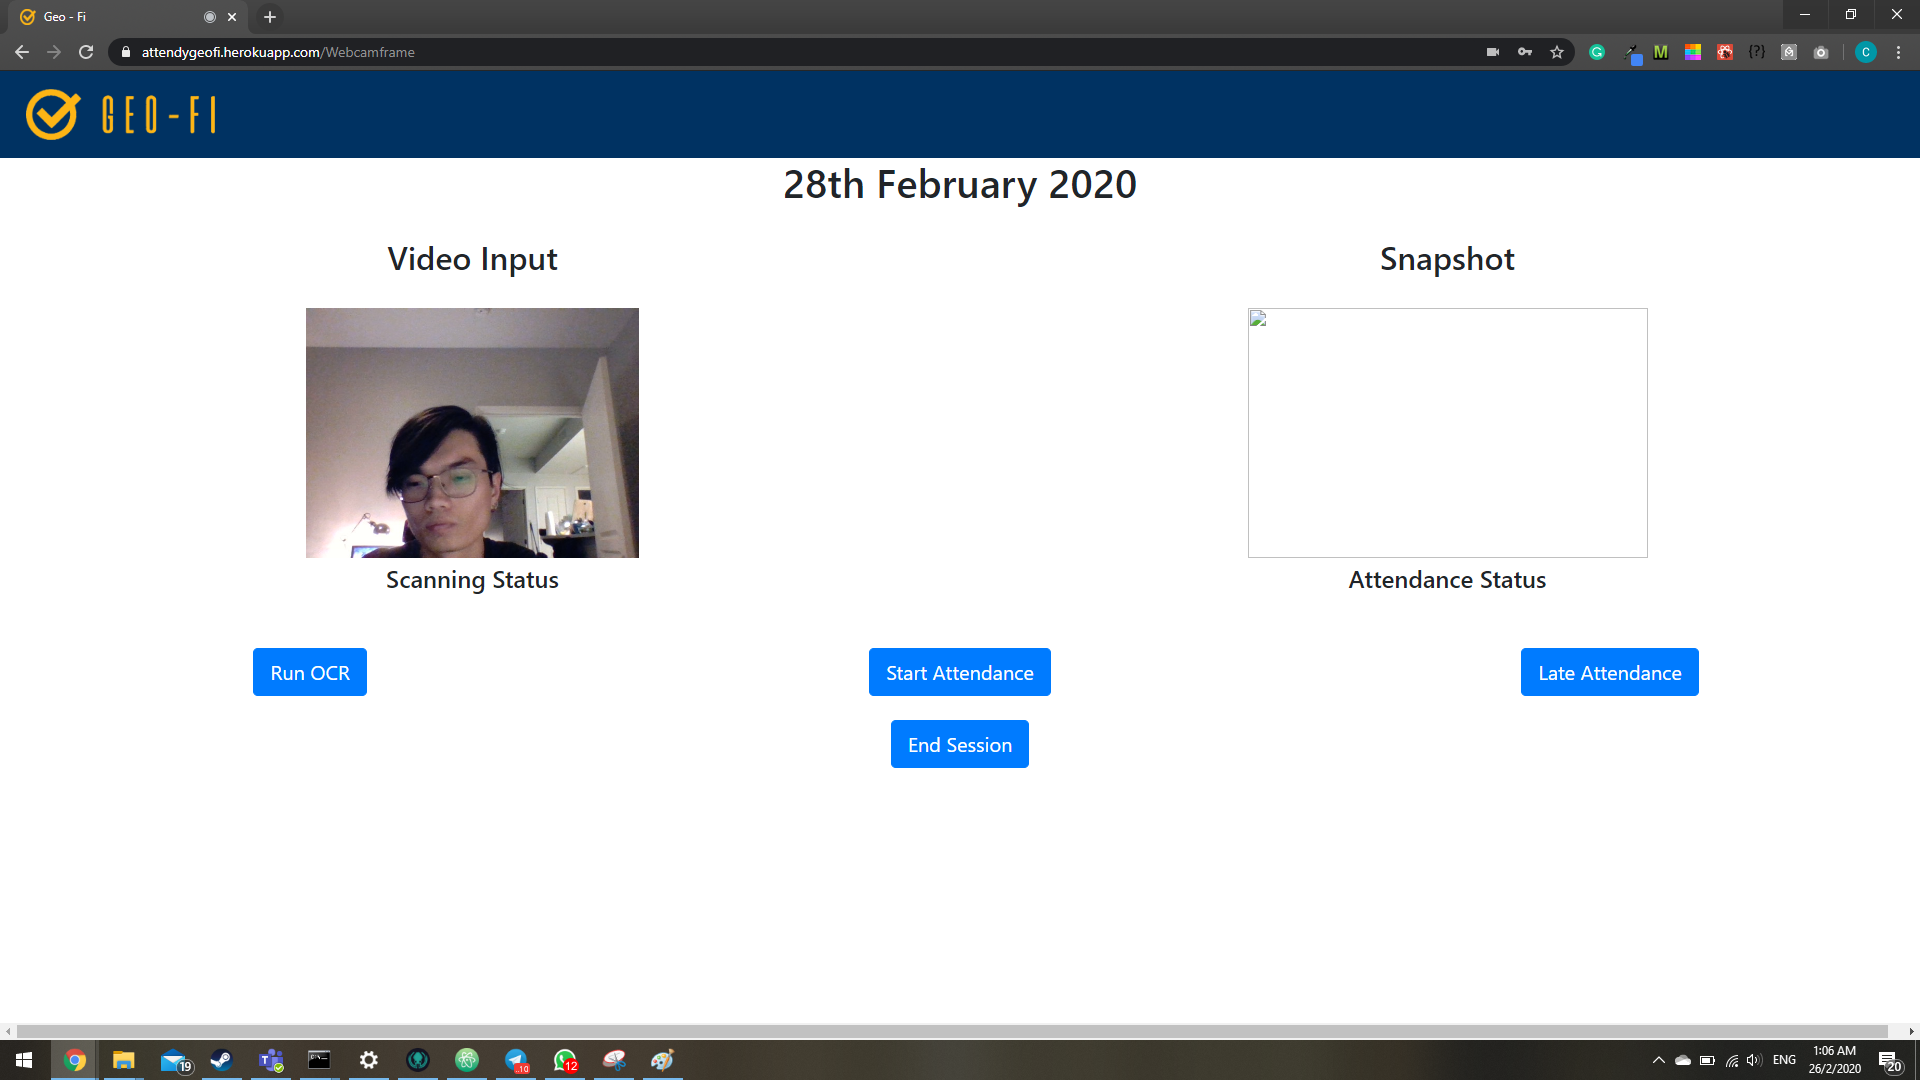 Geo - Fi
attendygeofi.herokuapp.com/Webcamframe
GEO-FI
28th February 2020
Video Input
Snapshot
Scanning Status
Attendance Status
Run OCR
Start Attendance
Late Attendance
End Session
19
10
12
ENG
1:06 AM
26/2/2020
20